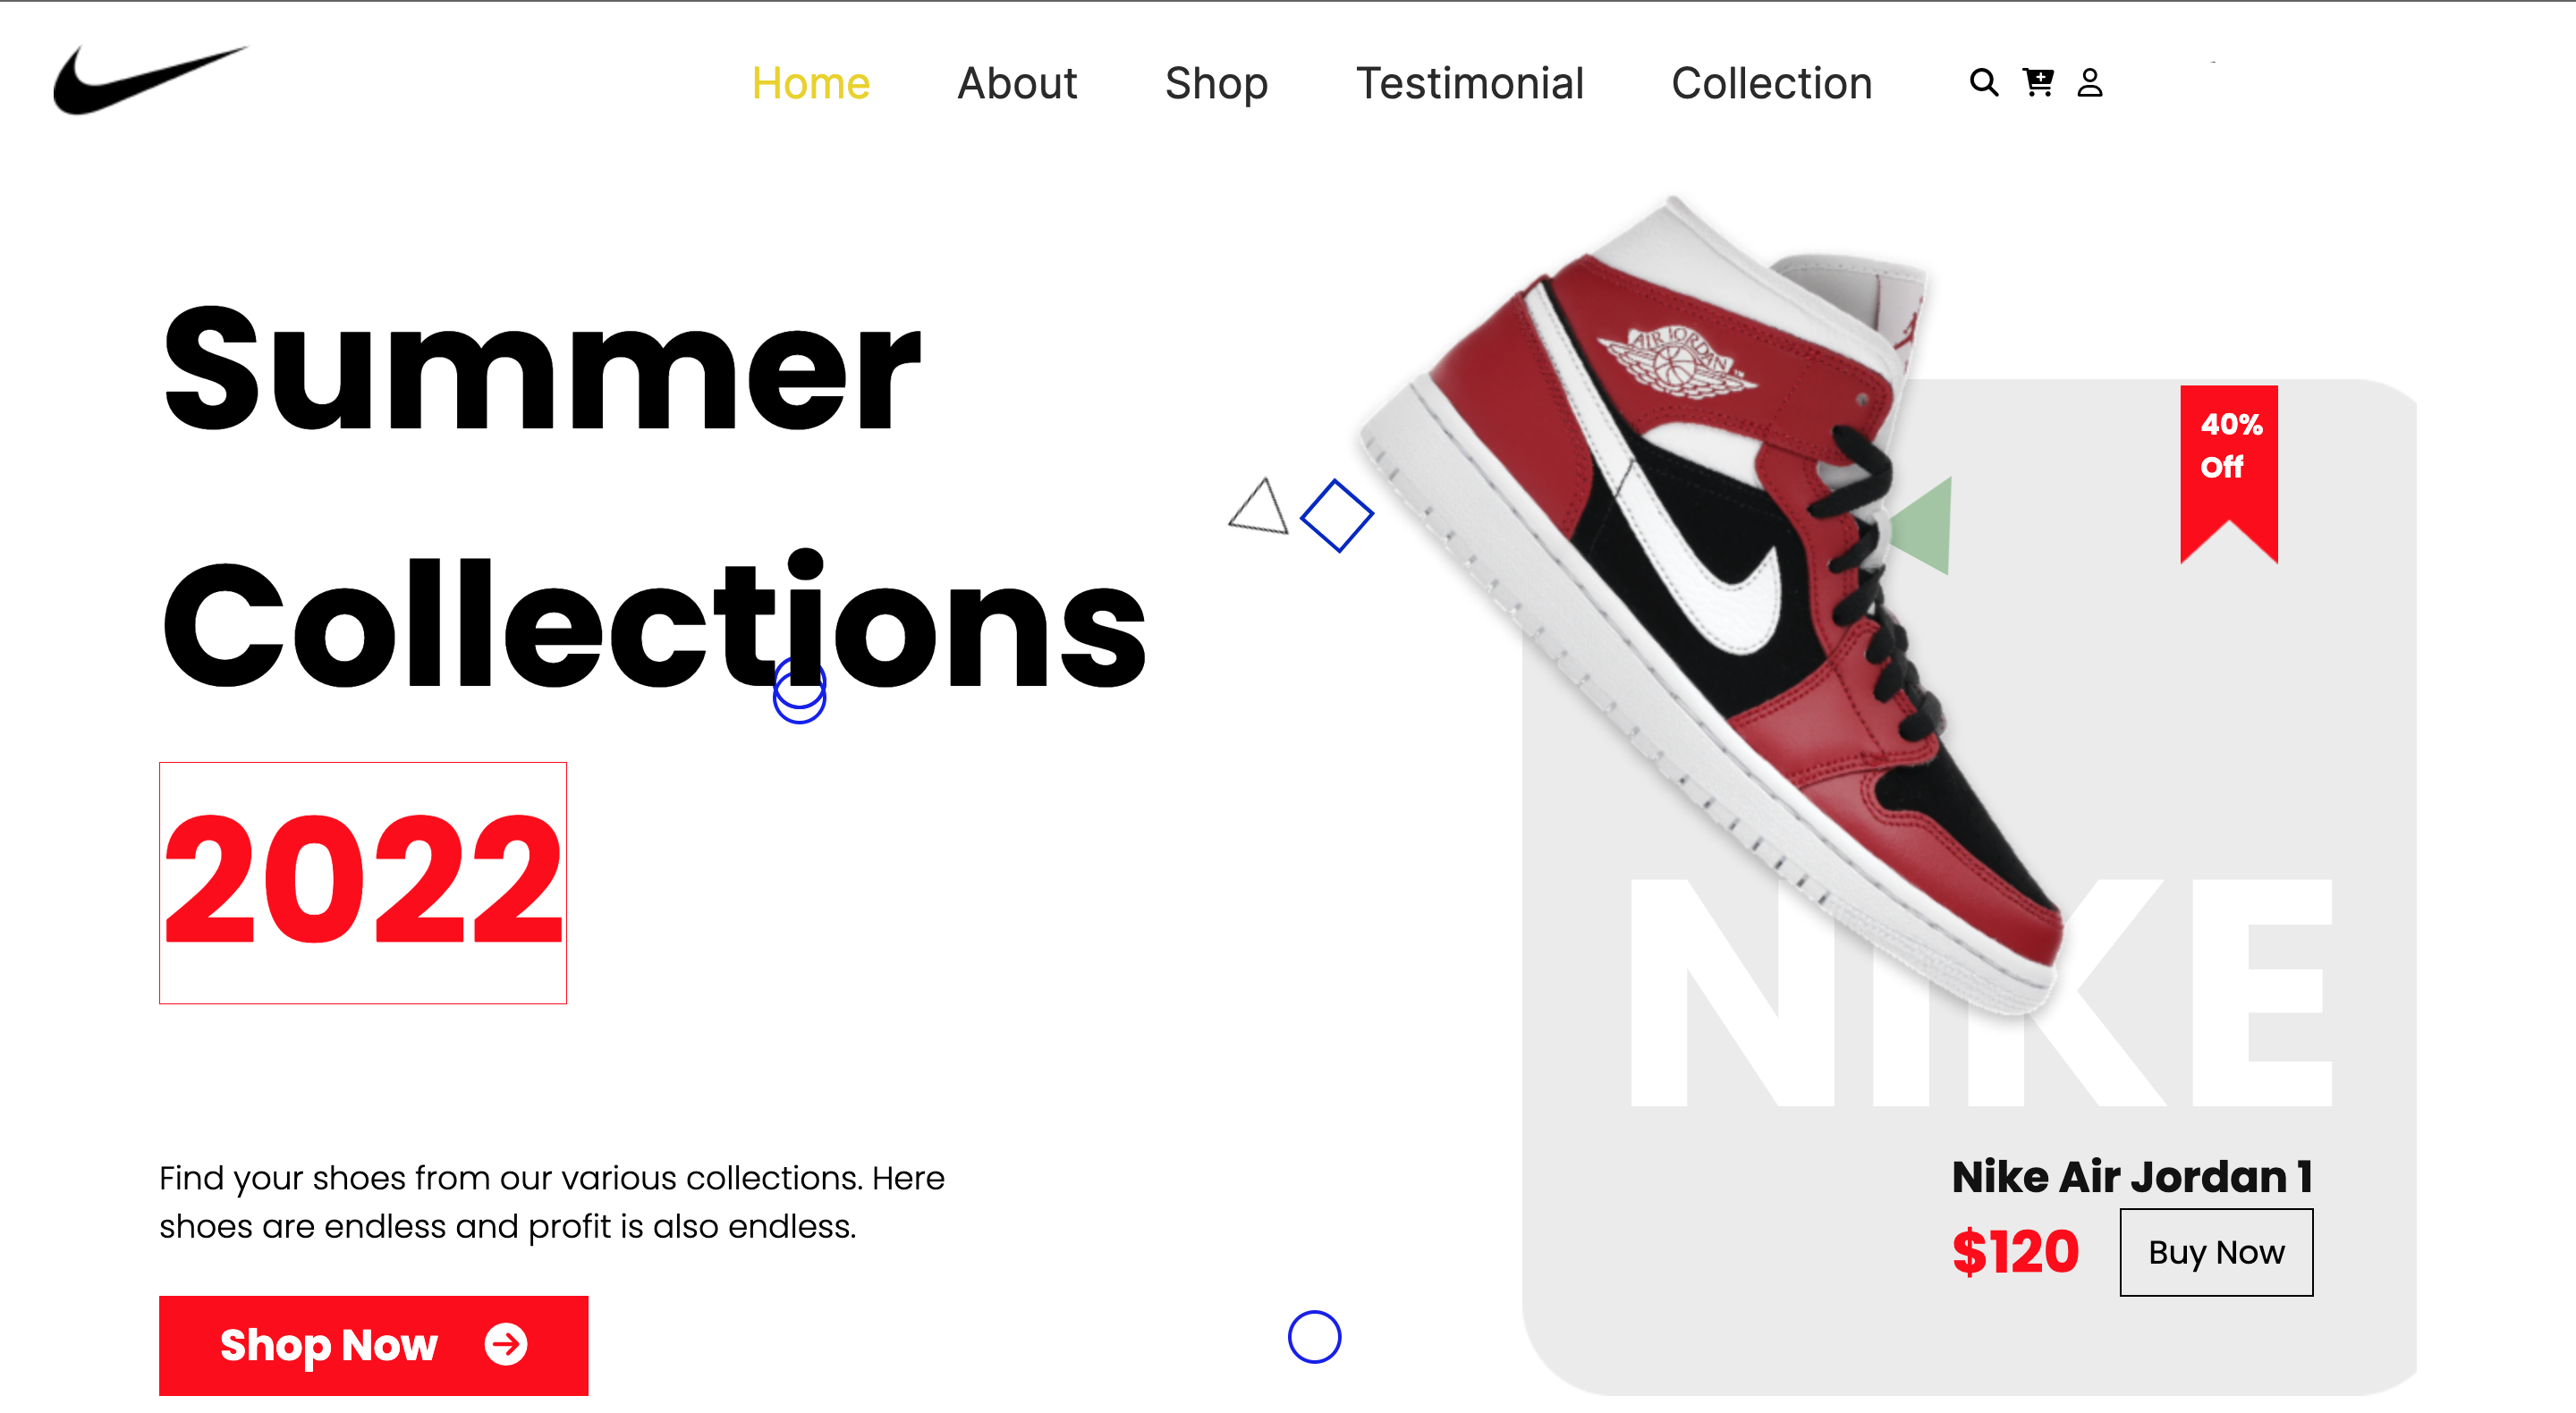 Home About Shop Testimonial Collection
Summer
Collections
2022
Find your shoes from our various collections. Here
shoes are endless and profit is also endless.
Shop Now
AIR JORDAN
40%
Off
NIKE
Nike Air Jordan 1
$120 Buy Now